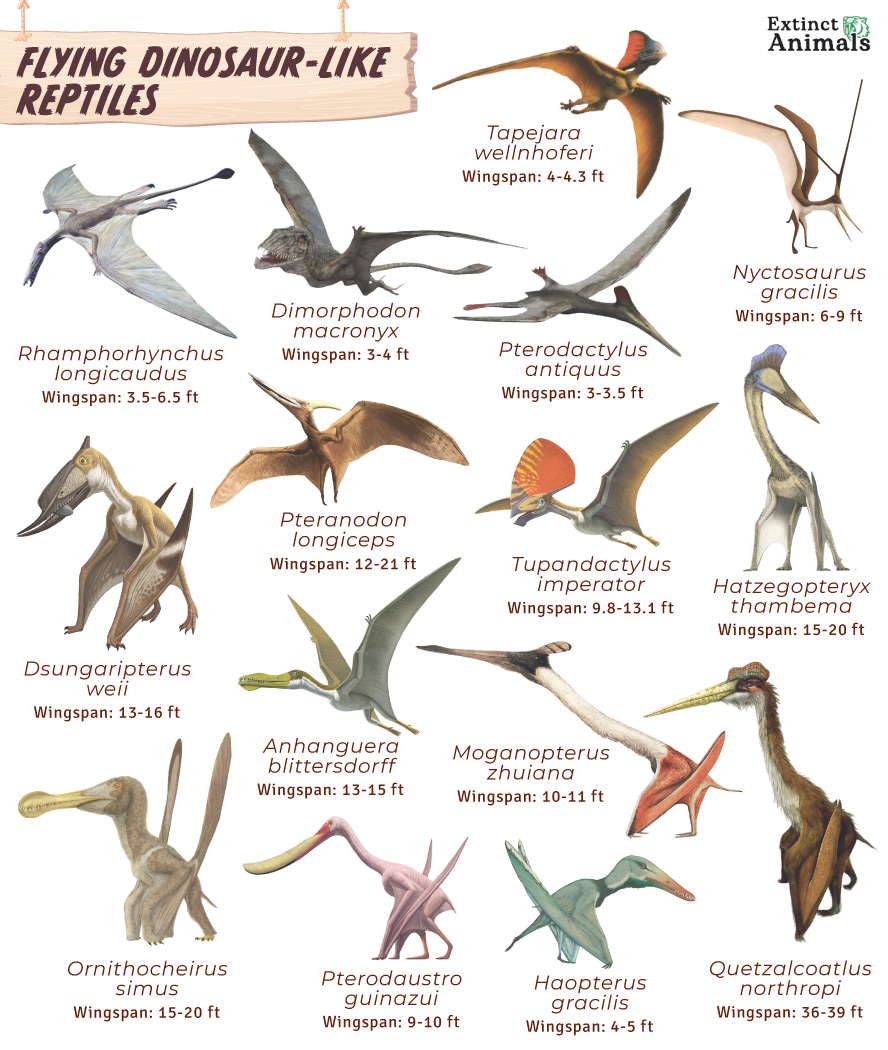 FLYING DINOSAUR-LIKE
REPTILES
Extinct
Animals
Tapejara
wellnhoferi
Wingspan: 4-4.3 ft
Nyctosaurus
gracilis
Wingspan: 6-9 ft
Dimorphodon
macronyx
Wingspan: 3-4 ft
Rhamphorhynchus
longicaudus
Wingspan: 3.5-6.5 ft
Pterodactylus
antiquus
Wingspan: 3-3.5 ft
Pteranodon
longiceps
Wingspan: 12-21 ft
Tupandactylus
imperator
Wingspan: 9.8-13.1 ft
Hatzegopteryx
thambema
Wingspan: 15-20 ft
Dsungaripterus
weii
Wingspan: 13-16 ft
Anhanguera
blittersdorff
Wingspan: 13-15 ft
Moganopterus
zhuiana
Wingspan: 10-11 ft
Ornithocheirus
simus
Wingspan: 15-20 ft
Pterodaustro
guinazui
Wingspan: 9-10 ft
Haopterus
gracilis
Wingspan: 4-5 ft
Quetzalcoatlus
northropi
Wingspan: 36-39 ft